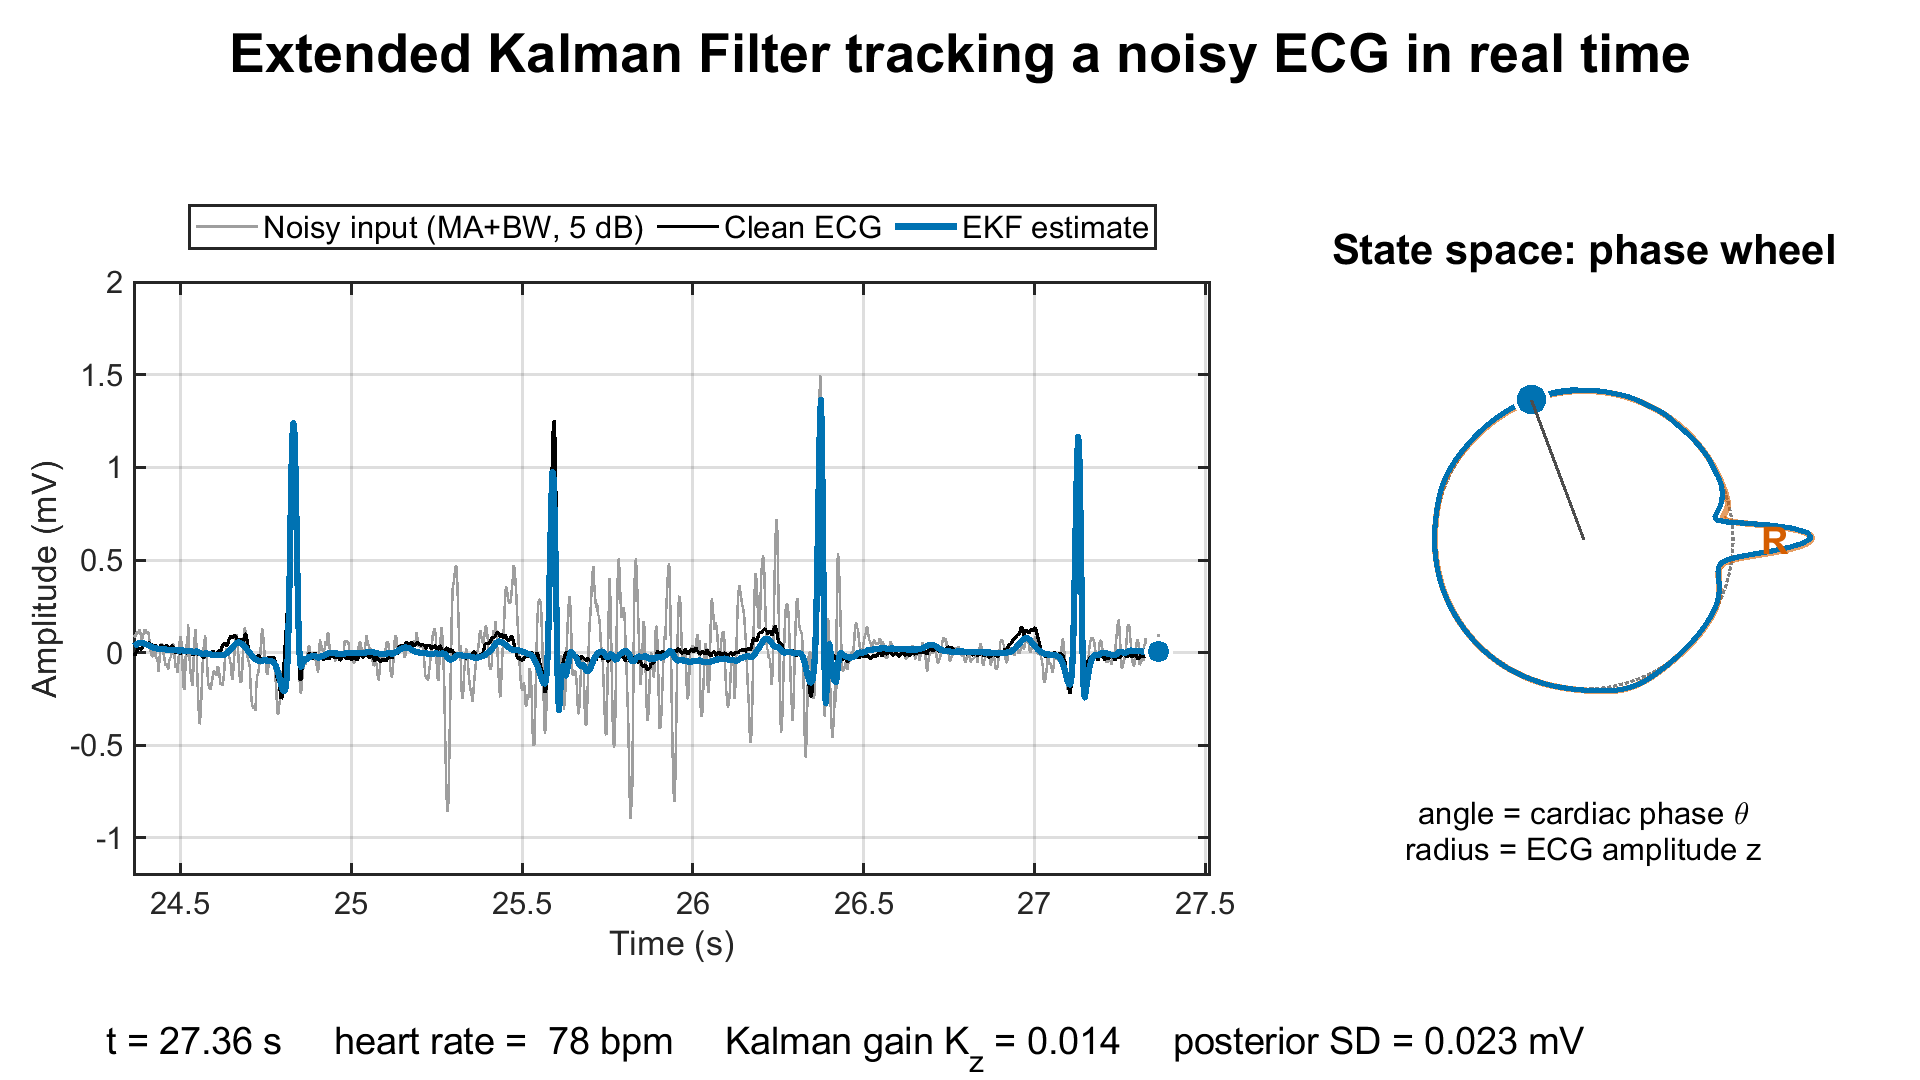 Extended Kalman Filter tracking a noisy ECG in real time
Noisy input (MA+BW, 5 dB) Clean ECG EKF estimate
State space: phase wheel
2
1.5
1
0.5
0
-0.5
-1
Amplitude (mV)
24.5 25 25.5 26 26.5 27 27.5
Time (s)
R
angle = cardiac phase θ
radius = ECG amplitude z
t = 27.36 s heart rate = 78 bpm Kalman gain K_z = 0.014 posterior SD = 0.023 mV